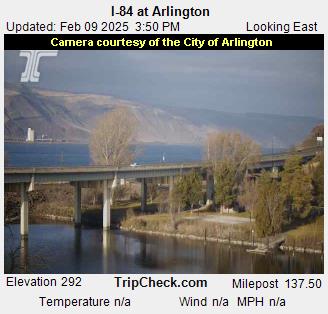 I-84 at Arlington
Updated: Feb 09 2025 3:50 PM Looking East
Camera courtesy of the City of Arlington
Elevation 292 TripCheck.com Milepost 137.50
Temperature n/a Wind n/a MPH n/a